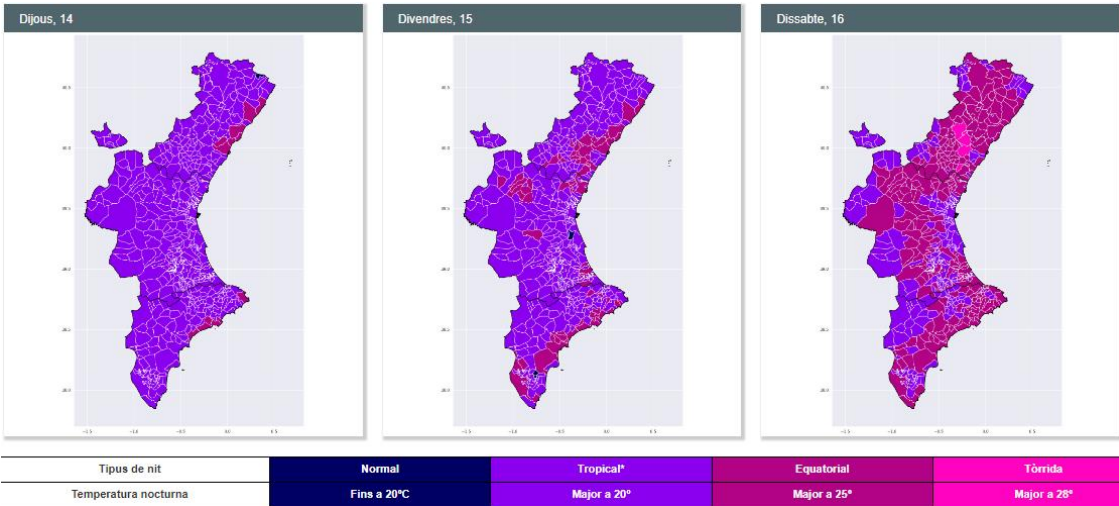 Dijous, 14
Divendres, 15
Dissabte, 16
Tipus de nit Normal Tropical* Equatorial Tòrrida
Temperatura nocturna Fins a 20ºC Major a 20º Major a 25º Major a 28º